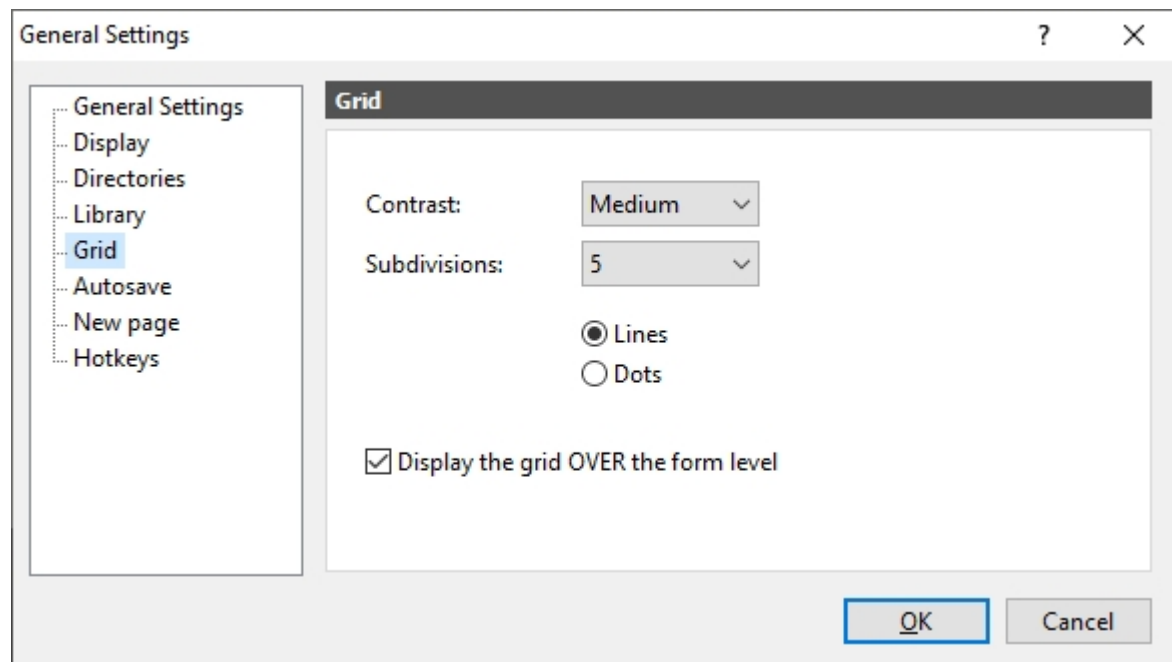 General Settings
?
General Settings
Display
Directories
Library
Grid
Autosave
New page
Hotkeys
Grid
Contrast:
Medium
Subdivisions:
5
Lines
Dots
Display the grid OVER the form level
OK
Cancel